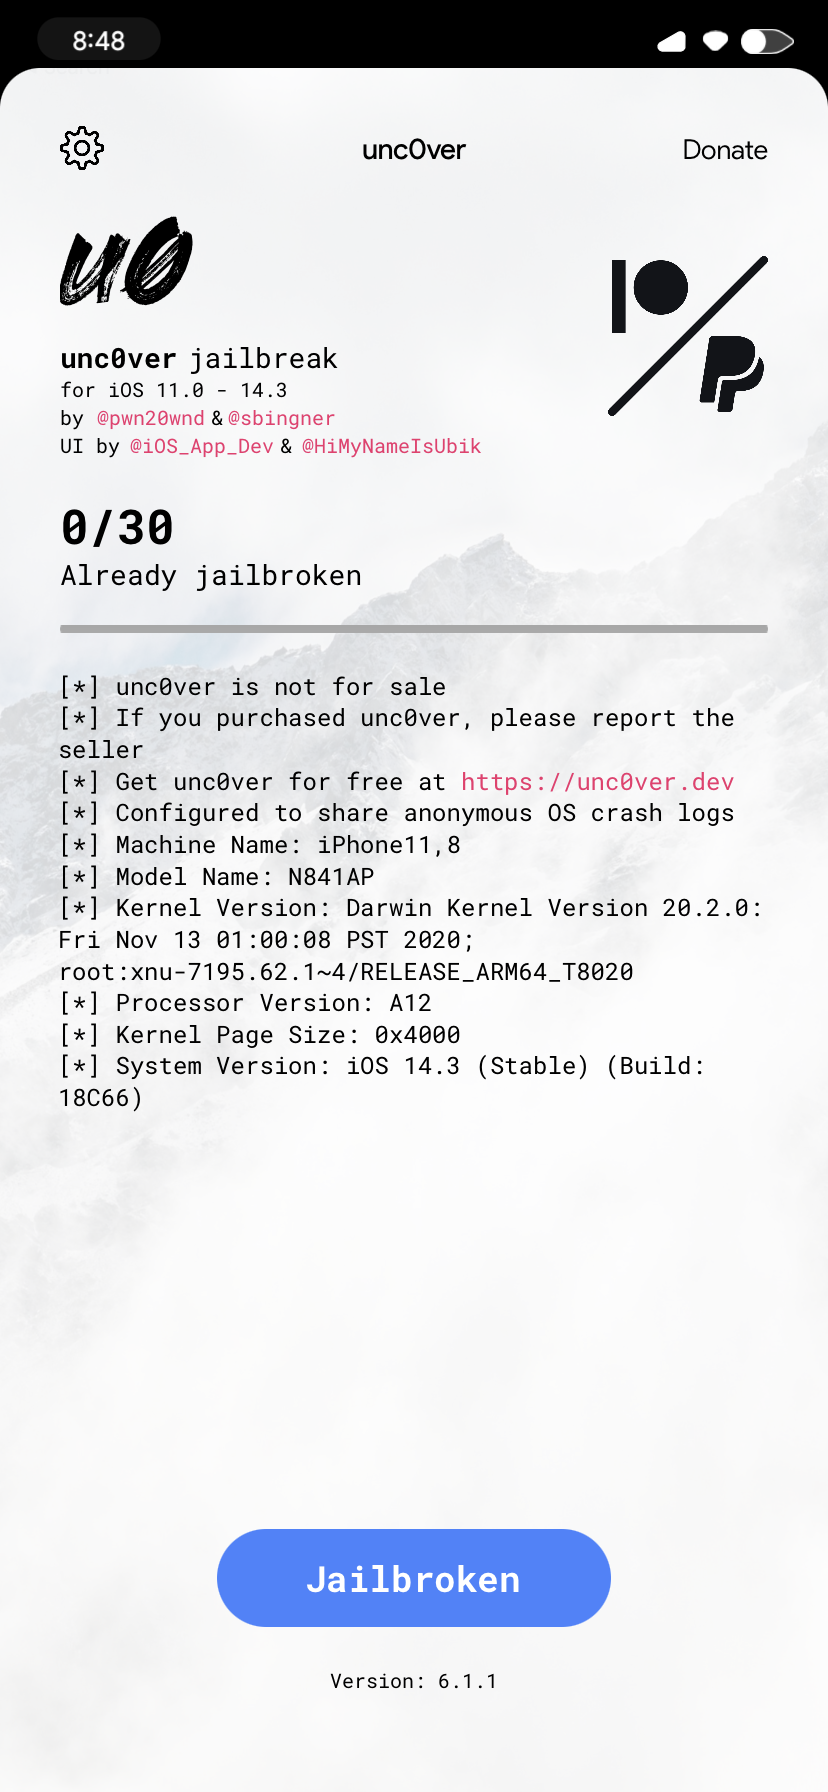 8:48
unc0ver
Donate
u0
unc0ver jailbreak
for iOS 11.0 - 14.3
by @pwn20wnd & @sbingner
UI by @iOS_App_Dev & @HiMyNameIsUbik
0/30
Already jailbroken
[*] unc0ver is not for sale
[*] If you purchased unc0ver, please report the
seller
[*] Get unc0ver for free at https://unc0ver.dev
[*] Configured to share anonymous OS crash logs
[*] Machine Name: iPhone11,8
[*] Model Name: N841AP
[*] Kernel Version: Darwin Kernel Version 20.2.0:
Fri Nov 13 01:00:08 PST 2020;
root:xnu-7195.62.1~4/RELEASE_ARM64_T8020
[*] Processor Version: A12
[*] Kernel Page Size: 0x4000
[*] System Version: iOS 14.3 (Stable) (Build:
18C66)
Jailbroken
Version: 6.1.1